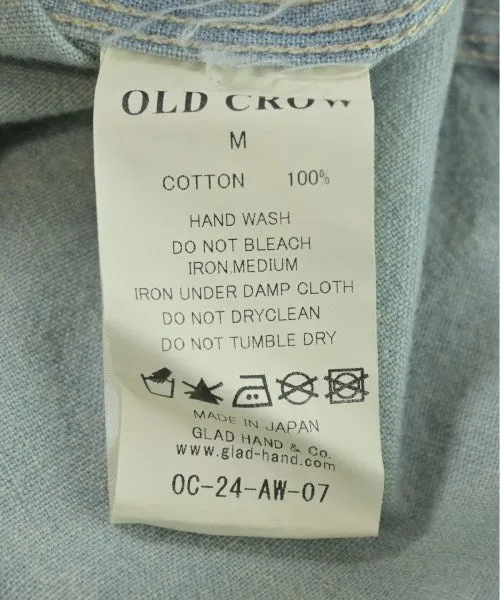 OLD CROW
M
COTTON 100%
HAND WASH
DO NOT BLEACH
IRON.MEDIUM
IRON UNDER DAMP CLOTH
DO NOT DRYCLEAN
DO NOT TUMBLE DRY
MADE IN JAPAN
GLAD HAND & Co.
www.glad-hand.com
OC-24-AW-07